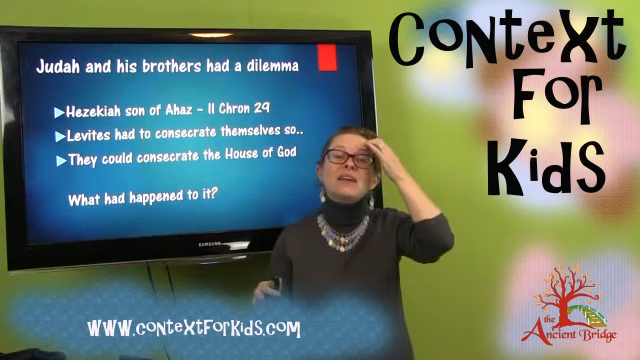 Judah and his brothers had a dilemma
Hezekiah son of Ahaz – II Chron 29
Levites had to consecrate themselves so..
They could consecrate the House of God
What had happened to it?
SAMSUNG
Context
For
Kids
www.contextforkids.com
the
Ancient Bridge